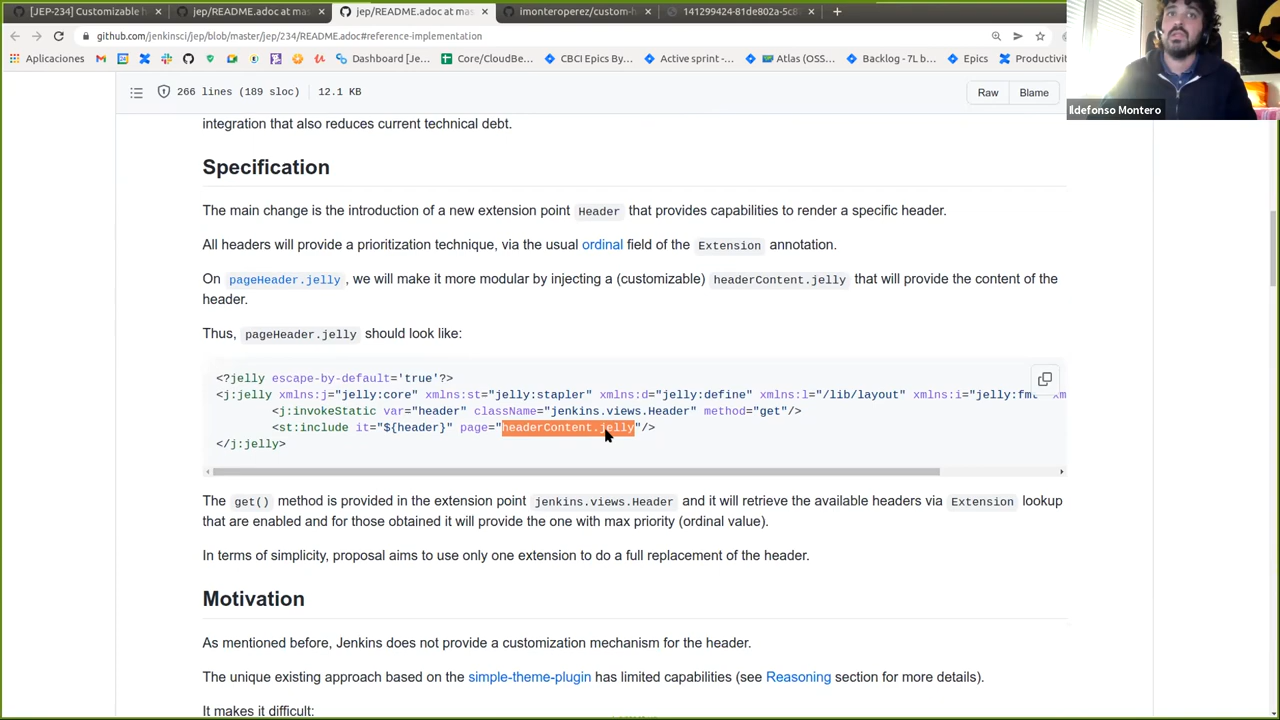 [JEP-234] Customizable h
jep/README.adoc at mas
jep/README.adoc at mas
imonteroperez/custom-h
141299424-81de802a-5c8
github.com/jenkinsci/jep/blob/master/jep/234/README.adoc#reference-implementation
Aplicaciones
Dashboard [Je...
Core/CloudBe...
CBCI Epics By...
Active sprint -...
Atlas (OSS...
Backlog - 7L b...
Epics
Productivit
Ildefonso Montero
266 lines (189 sloc) 12.1 KB
Raw
Blame
integration that also reduces current technical debt.
Specification
The main change is the introduction of a new extension point Header that provides capabilities to render a specific header.
All headers will provide a prioritization technique, via the usual ordinal field of the Extension annotation.
On pageHeader.jelly , we will make it more modular by injecting a (customizable) headerContent.jelly that will provide the content of the
header.
Thus, pageHeader.jelly should look like:
<?jelly escape-by-default='true'?>
<j:jelly xmlns:j="jelly:core" xmlns:st="jelly:stapler" xmlns:d="jelly:define" xmlns:l="/lib/layout" xmlns:i="jelly:fmt" xm
<j:invokeStatic var="header" className="jenkins.views.Header" method="get"/>
<st:include it="${header}" page="headerContent.jelly"/>
</j:jelly>
The get() method is provided in the extension point jenkins.views.Header and it will retrieve the available headers via Extension lookup
that are enabled and for those obtained it will provide the one with max priority (ordinal value).
In terms of simplicity, proposal aims to use only one extension to do a full replacement of the header.
Motivation
As mentioned before, Jenkins does not provide a customization mechanism for the header.
The unique existing approach based on the simple-theme-plugin has limited capabilities (see Reasoning section for more details).
It makes it difficult: